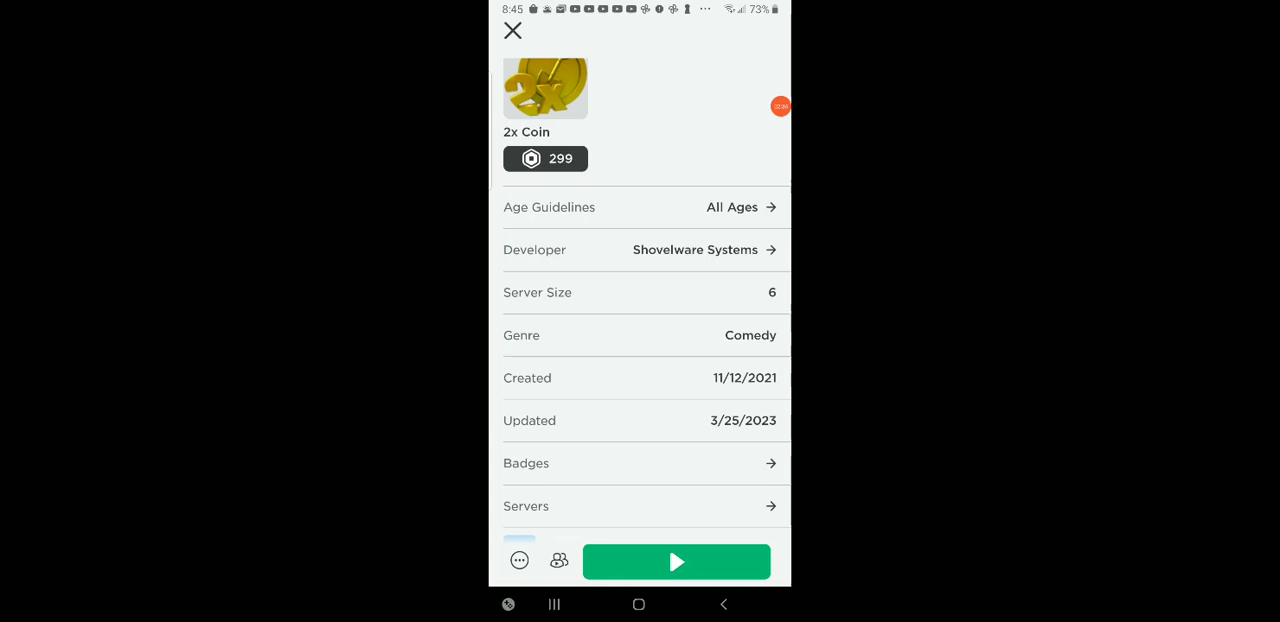 8:45 73%
2x
2x Coin
299
Age Guidelines All Ages
Developer Shovelware Systems
Server Size 6
Genre Comedy
Created 11/12/2021
Updated 3/25/2023
Badges
Servers